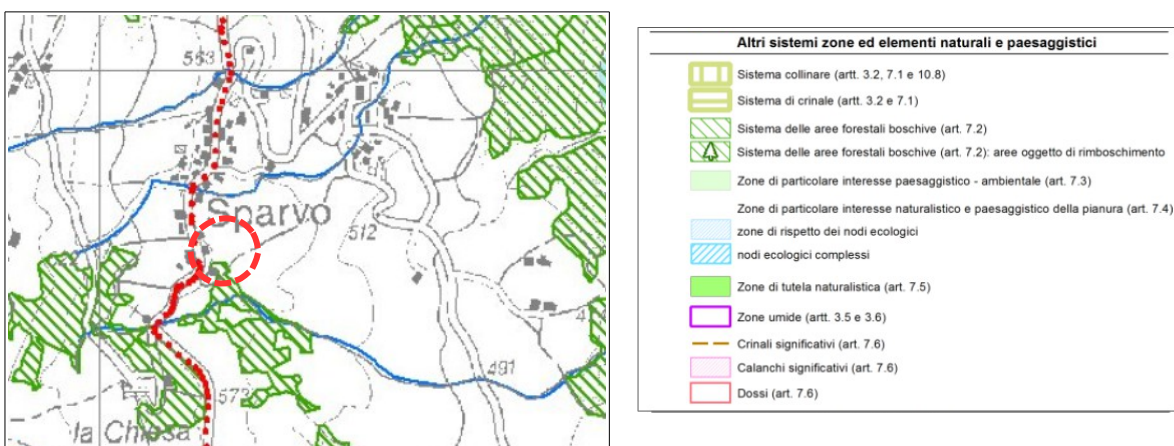 563
Sparvo
512
491
573
la Chiesa
Altri sistemi zone ed elementi naturali e paesaggistici
Sistema collinare (artt. 3.2, 7.1 e 10.8)
Sistema di crinale (artt. 3.2 e 7.1)
Sistema delle aree forestali boschive (art. 7.2)
Sistema delle aree forestali boschive (art. 7.2): aree oggetto di rimboschimento
Zone di particolare interesse paesaggistico - ambientale (art. 7.3)
Zone di particolare interesse naturalistico e paesaggistico della pianura (art. 7.4)
zone di rispetto dei nodi ecologici
nodi ecologici complessi
Zone di tutela naturalistica (art. 7.5)
Zone umide (artt. 3.5 e 3.6)
Crinali significativi (art. 7.6)
Calanchi significativi (art. 7.6)
Dossi (art. 7.6)